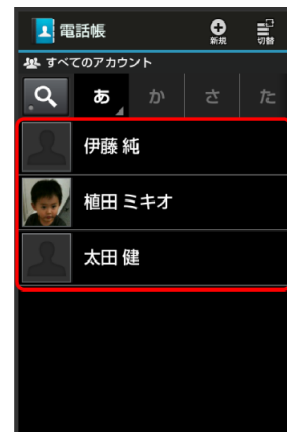 電話帳
新規
切替
すべてのアカウント
あ か さ た
伊藤 純
植田 ミキオ
太田 健